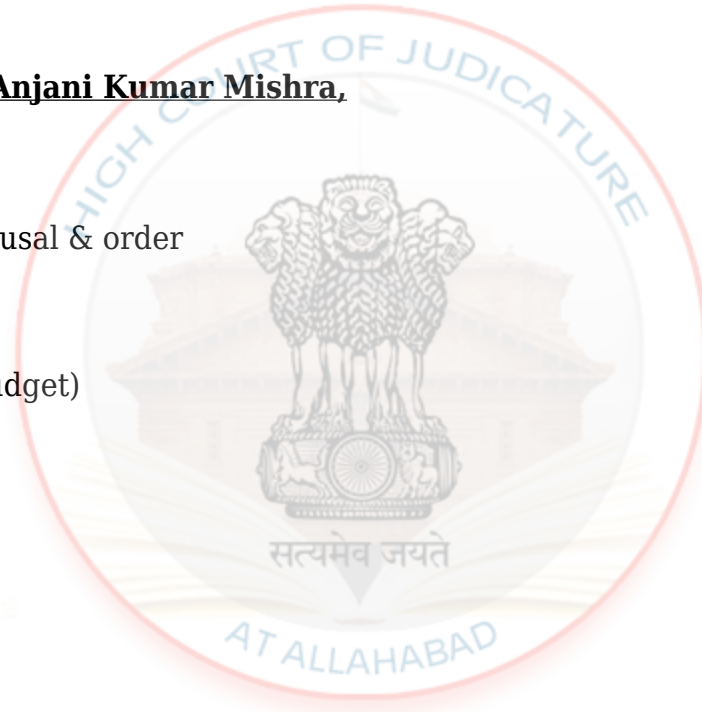 HIGH COURT OF JUDICATURE
Anjani Kumar Mishra,
usal & order
dget)
सत्यमेव जयते
AT ALLAHABAD